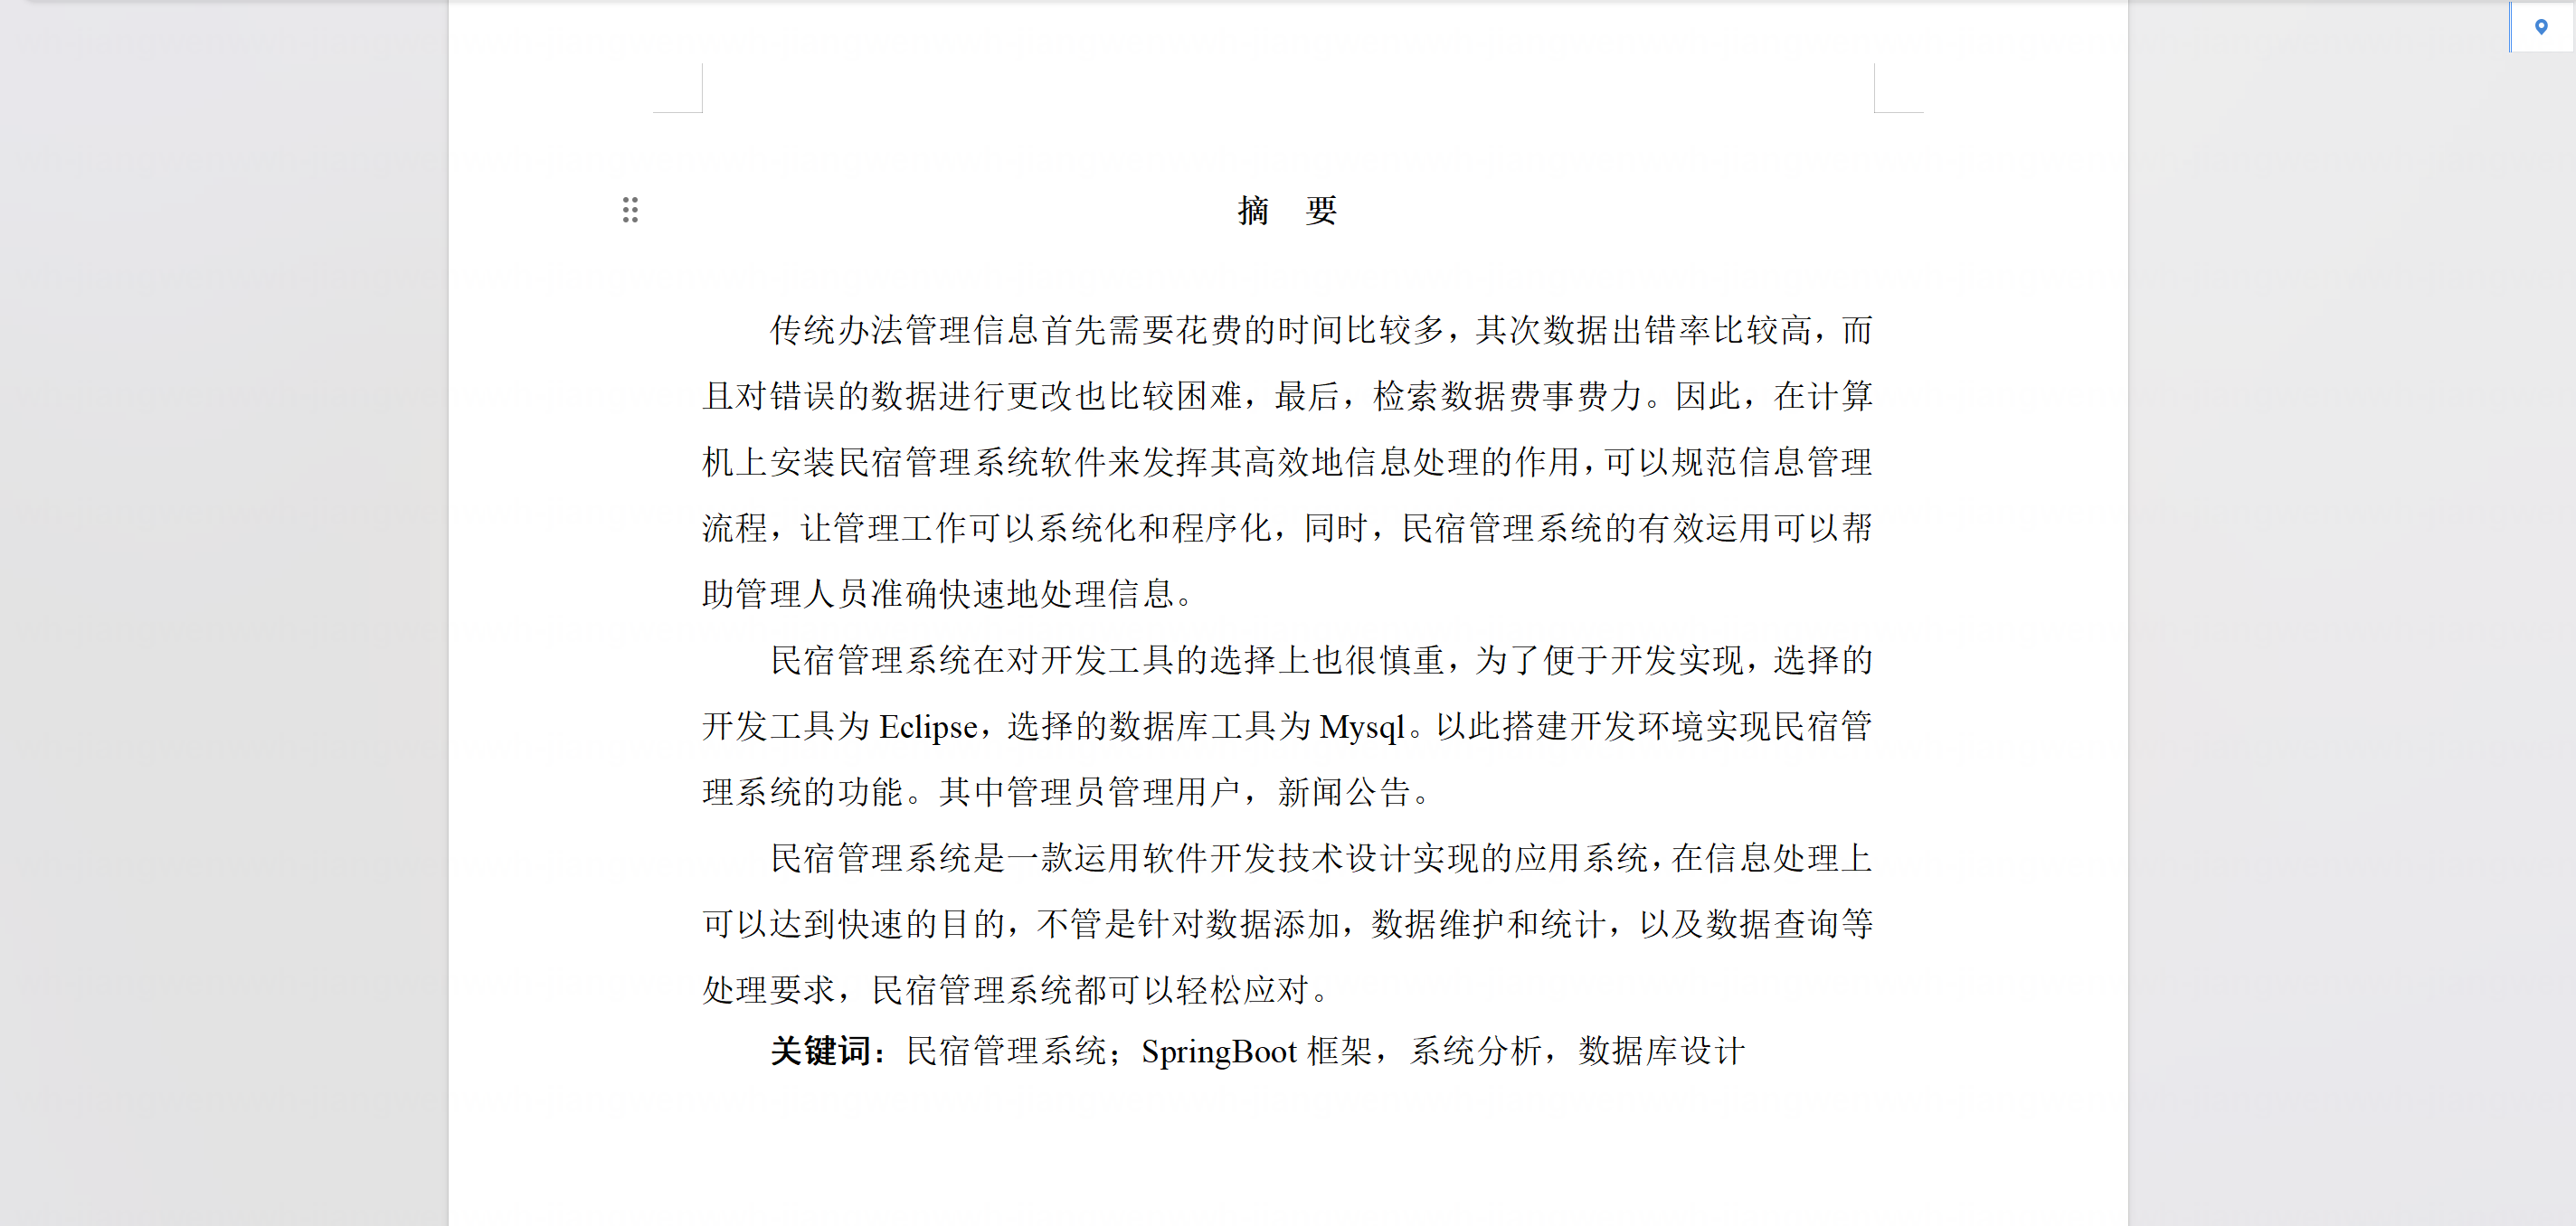 摘 要
传统办法管理信息首先需要花费的时间比较多，其次数据出错率比较高，而
且对错误的数据进行更改也比较困难，最后，检索数据费事费力。因此，在计算
机上安装民宿管理系统软件来发挥其高效地信息处理的作用，可以规范信息管理
流程，让管理工作可以系统化和程序化，同时，民宿管理系统的有效运用可以帮
助管理人员准确快速地处理信息。
民宿管理系统在对开发工具的选择上也很慎重，为了便于开发实现，选择的
开发工具为 Eclipse，选择的数据库工具为 Mysql。以此搭建开发环境实现民宿管
理系统的功能。其中管理员管理用户，新闻公告。
民宿管理系统是一款运用软件开发技术设计实现的应用系统，在信息处理上
可以达到快速的目的，不管是针对数据添加，数据维护和统计，以及数据查询等
处理要求，民宿管理系统都可以轻松应对。
关键词：民宿管理系统；SpringBoot 框架，系统分析，数据库设计